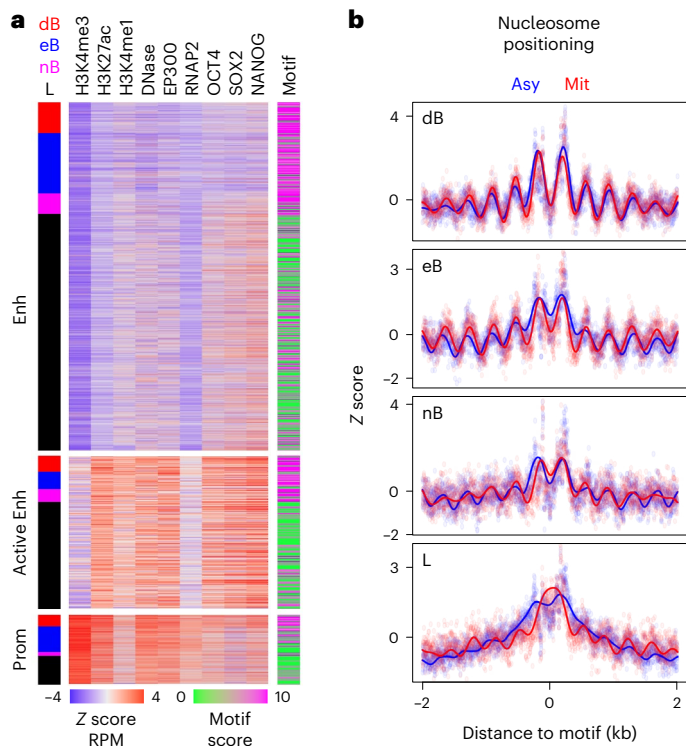 a
dB
eB
nB
L
H3K4me3
H3K27ac
H3K4me1
DNase
EP300
RNAP2
OCT4
SOX2
NANOG
Motif
Enh
Active Enh
Prom
−4
4
0
10
Z score
RPM
Motif
score
b
Nucleosome
positioning
Asy Mit
dB
4
0
eB
3
0
−2
nB
4
0
−2
L
3
0
Z score
−2
0
2
Distance to motif (kb)